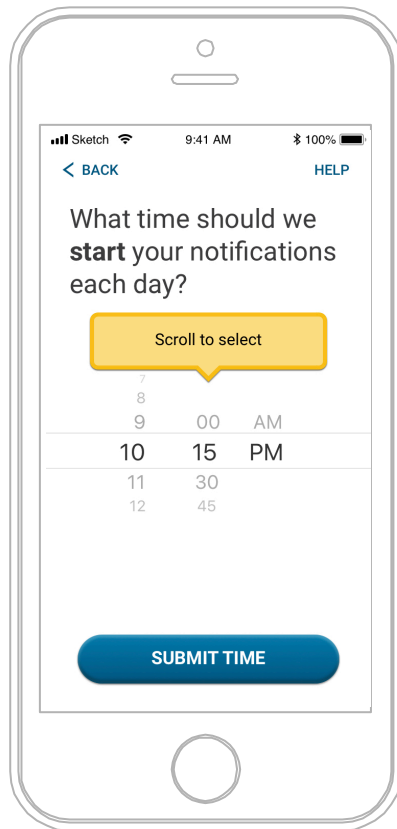 Sketch 9:41 AM 100%
BACK HELP
What time should we
start your notifications
each day?
Scroll to select
7
8
9 00 AM
10 15 PM
11 30
12 45
SUBMIT TIME